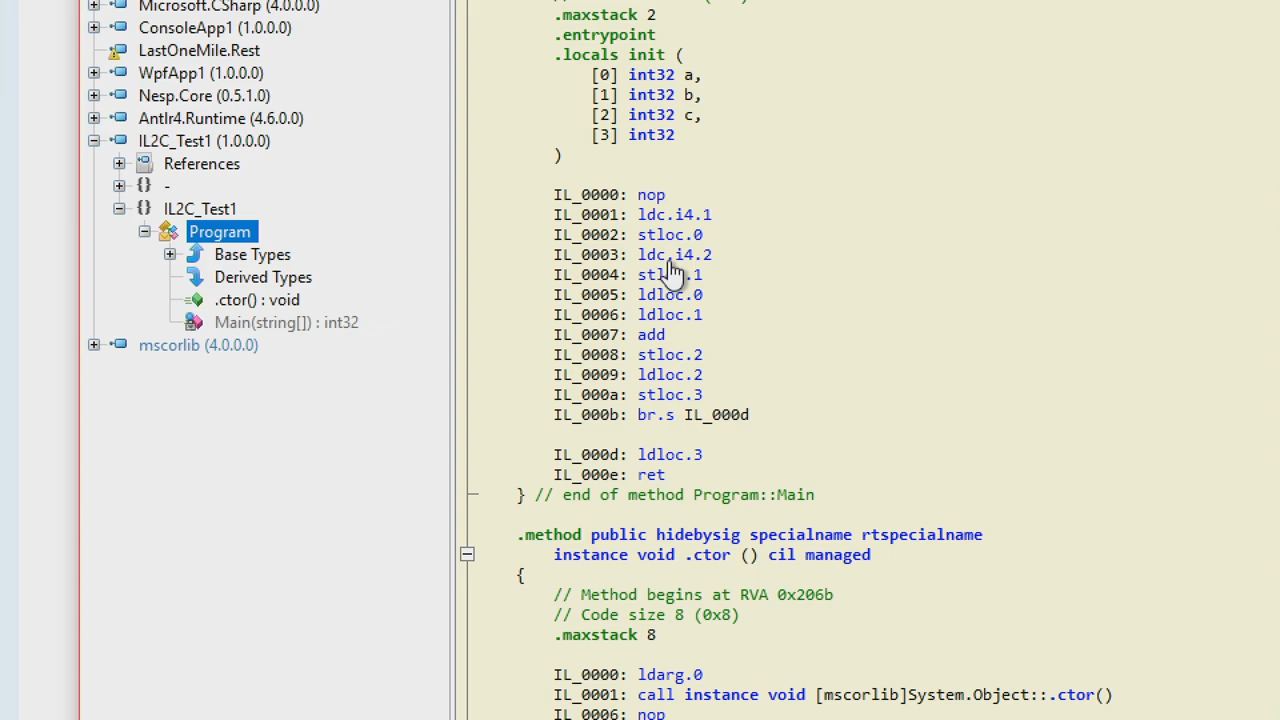 Microsoft.CSharp (4.0.0.0)
ConsoleApp1 (1.0.0.0)
LastOneMile.Rest
WpfApp1 (1.0.0.0)
Nesp.Core (0.5.1.0)
Antlr4.Runtime (4.6.0.0)
IL2C_Test1 (1.0.0.0)
References
{} -
{} IL2C_Test1
Program
Base Types
Derived Types
.ctor() : void
Main(string[]) : int32
mscorlib (4.0.0.0)
.maxstack 2
.entrypoint
.locals init (
[0] int32 a,
[1] int32 b,
[2] int32 c,
[3] int32
)
IL_0000: nop
IL_0001: ldc.i4.1
IL_0002: stloc.0
IL_0003: ldc.i4.2
IL_0004: stloc.1
IL_0005: ldloc.0
IL_0006: ldloc.1
IL_0007: add
IL_0008: stloc.2
IL_0009: ldloc.2
IL_000a: stloc.3
IL_000b: br.s IL_000d
IL_000d: ldloc.3
IL_000e: ret
} // end of method Program::Main
.method public hidebysig specialname rtspecialname
instance void .ctor () cil managed
{
// Method begins at RVA 0x206b
// Code size 8 (0x8)
.maxstack 8
IL_0000: ldarg.0
IL_0001: call instance void [mscorlib]System.Object::.ctor()
IL_0006: nop